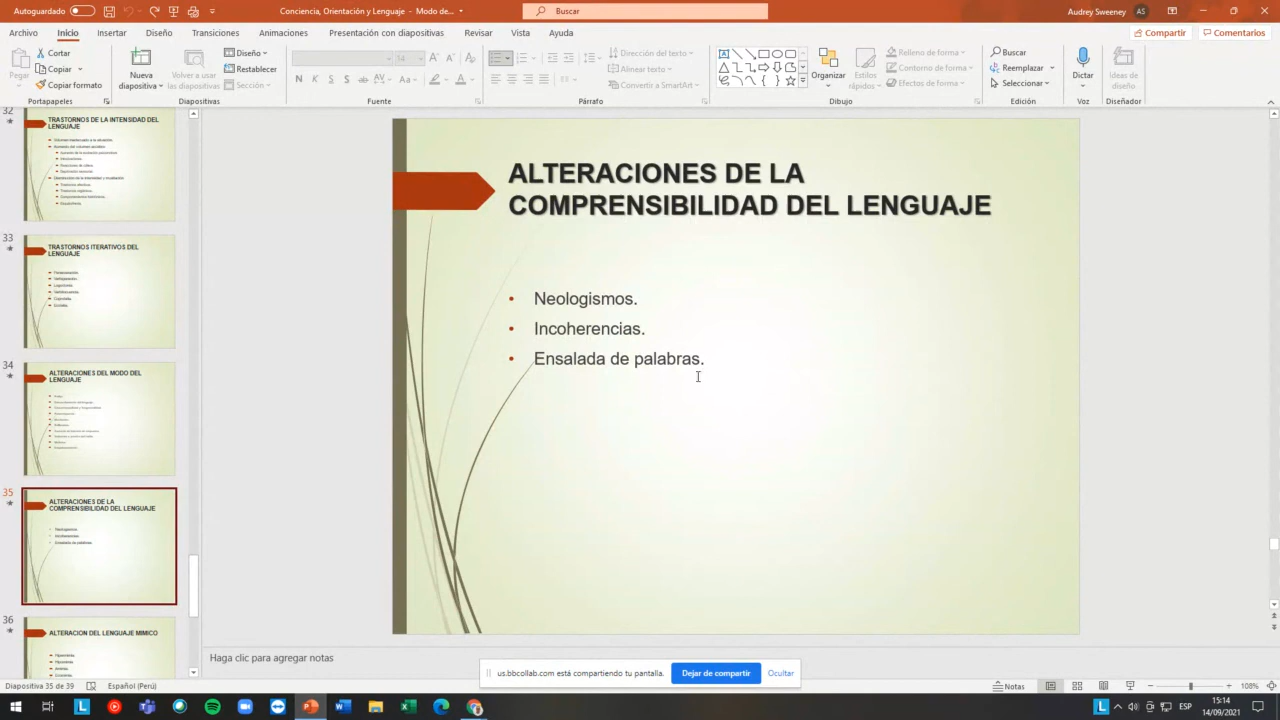 Autoguardado
Conciencia, Orientación y Lenguaje - Modo de...
Buscar
Audrey Sweeney
AS
Archivo
Inicio
Insertar
Diseño
Transiciones
Animaciones
Presentación con diapositivas
Revisar
Vista
Ayuda
Compartir
Comentarios
Pegar
Cortar
Copiar
Copiar formato
Portapapeles
Nueva
diapositiva
Volver a usar
las diapositivas
Diseño
Restablecer
Sección
Diapositivas
14
N K S S
Aa
Fuente
Dirección del texto
Alinear texto
Convertir a SmartArt
Párrafo
Organizar
Estilos
rápidos
Relleno de forma
Contorno de forma
Efectos de forma
Dibujo
Buscar
Reemplazar
Seleccionar
Edición
Dictar
Voz
Ideas de
diseño
Diseñador
TRASTORNOS DE LA INTENSIDAD DEL
LENGUAJE
33
TRASTORNOS ITERATIVOS DEL
LENGUAJE
34
ALTERACIONES DEL MODO DEL
LENGUAJE
35
ALTERACIONES DE LA
COMPRENSIBILIDAD DEL LENGUAJE
Neologismos.
Incoherencias.
Ensalada de palabras.
36
ALTERACION DEL LENGUAJE MIMICO
ALTERACIONES DE LA
COMPRENSIBILIDAD DEL LENGUAJE
• Neologismos.
• Incoherencias.
• Ensalada de palabras.
Haga clic para agregar notas
us.bbcollab.com está compartiendo tu pantalla.
Dejar de compartir
Ocultar
Diapositiva 35 de 39
Español (Perú)
Notas
108%
ESP
15:14
14/09/2021